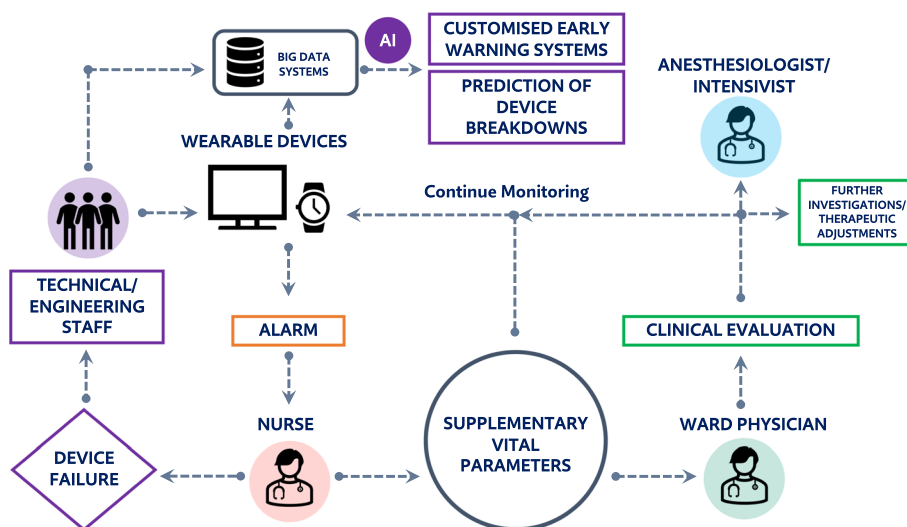 BIG DATA
SYSTEMS
AI
CUSTOMISED EARLY
WARNING SYSTEMS
PREDICTION OF
DEVICE
BREAKDOWNS
ANESTHESIOLOGIST/
INTENSIVIST
WEARABLE DEVICES
Continue Monitoring
FURTHER
INVESTIGATIONS/
THERAPEUTIC
ADJUSTMENTS
TECHNICAL/
ENGINEERING
STAFF
ALARM
CLINICAL EVALUATION
NURSE
SUPPLEMENTARY
VITAL
PARAMETERS
WARD PHYSICIAN
DEVICE
FAILURE